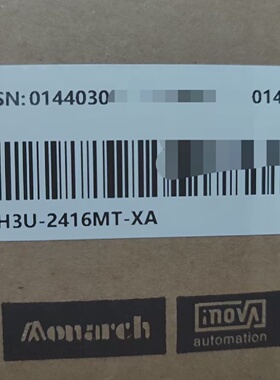 SN: 0144030 014
H3U-2416MT-XA
Monarch inova
automation